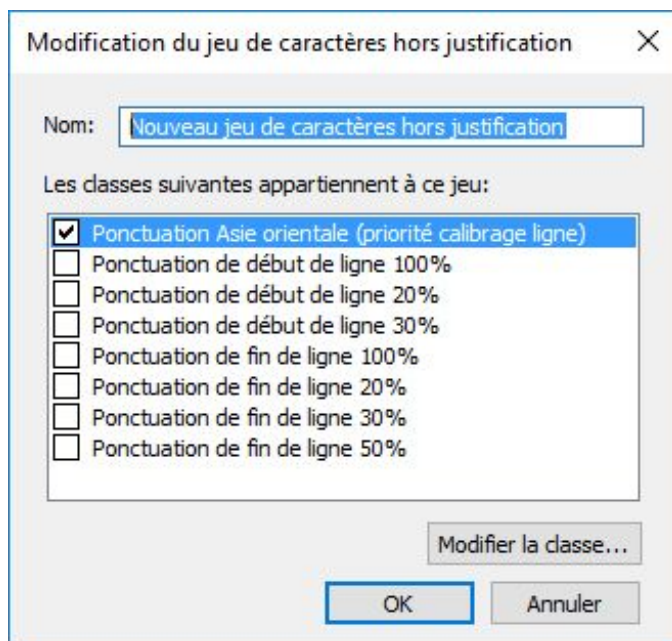 Modification du jeu de caractères hors justification
Nom: Nouveau jeu de caractères hors justification
Les classes suivantes appartiennent à ce jeu:
Ponctuation Asie orientale (priorité calibrage ligne)
Ponctuation de début de ligne 100%
Ponctuation de début de ligne 20%
Ponctuation de début de ligne 30%
Ponctuation de fin de ligne 100%
Ponctuation de fin de ligne 20%
Ponctuation de fin de ligne 30%
Ponctuation de fin de ligne 50%
Modifier la classe...
OK Annuler